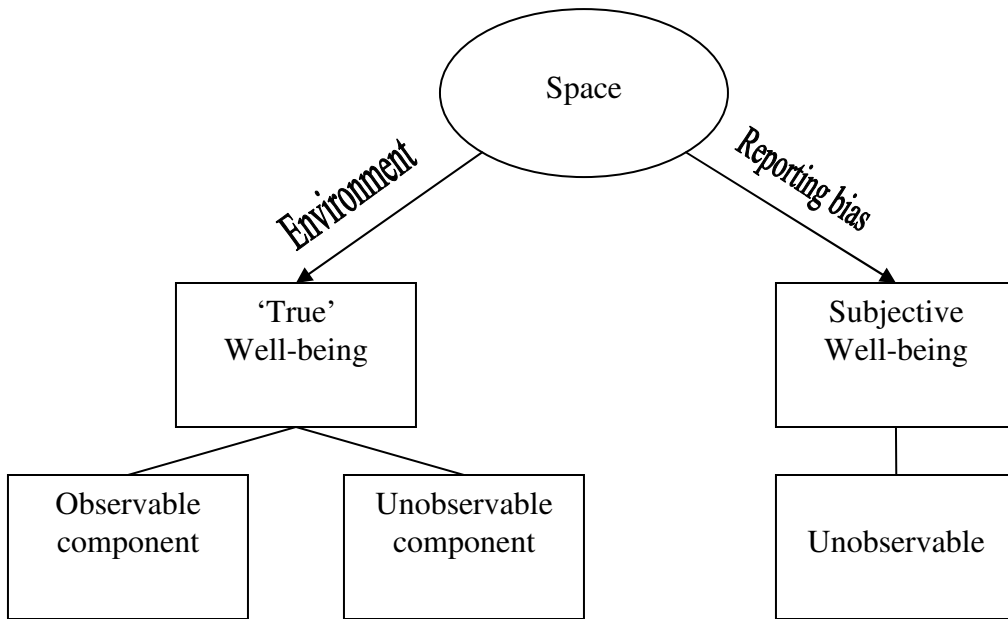 Space
Environment
Reporting bias
‘True’
Well-being
Subjective
Well-being
Observable
component
Unobservable
component
Unobservable